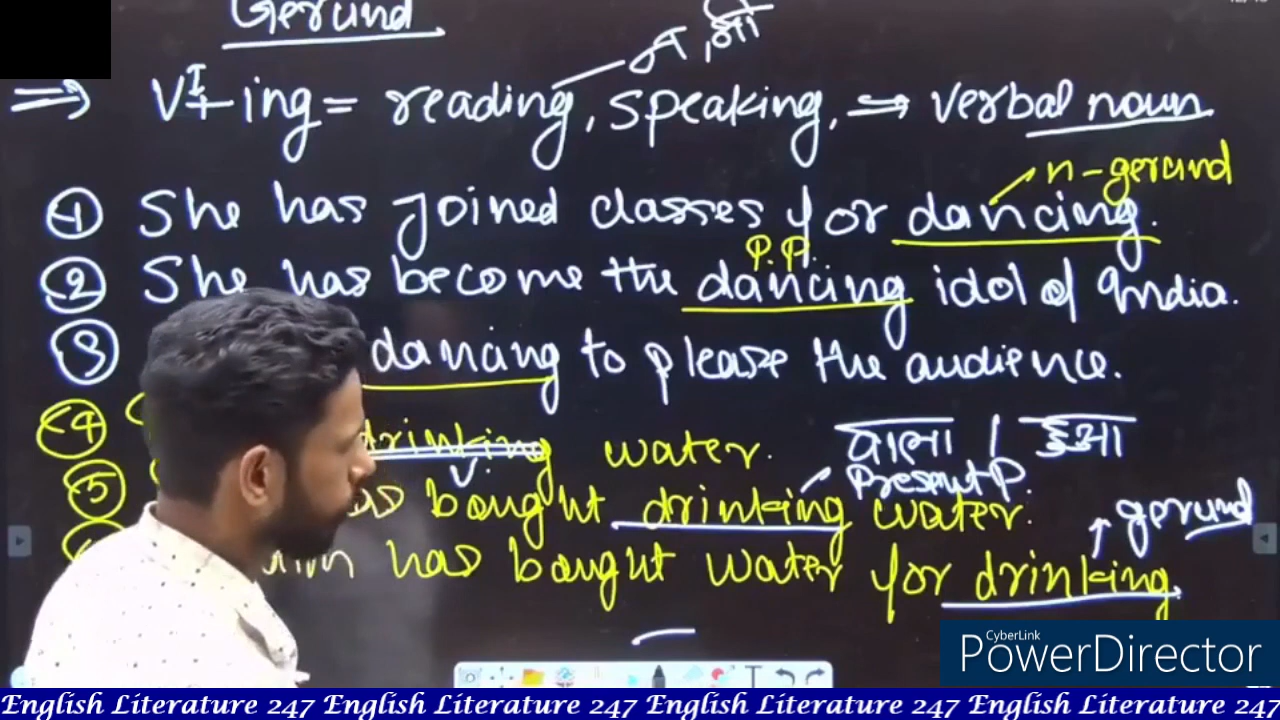 Gerund
न, ना
⇒ V^I + ing = reading, speaking, → verbal noun
n-gerund
① She has joined classes for dancing.
P.P.
② She has become the dancing idol of India.
③ dancing to please the audience.
④ drinking water. वाला / हुआ
V. Present P.
⑤ has bought drinking water.
gerund
has bought water for drinking.
CyberLink
PowerDirector
English Literature 247 English Literature 247 English Literature 247 English Literature 247